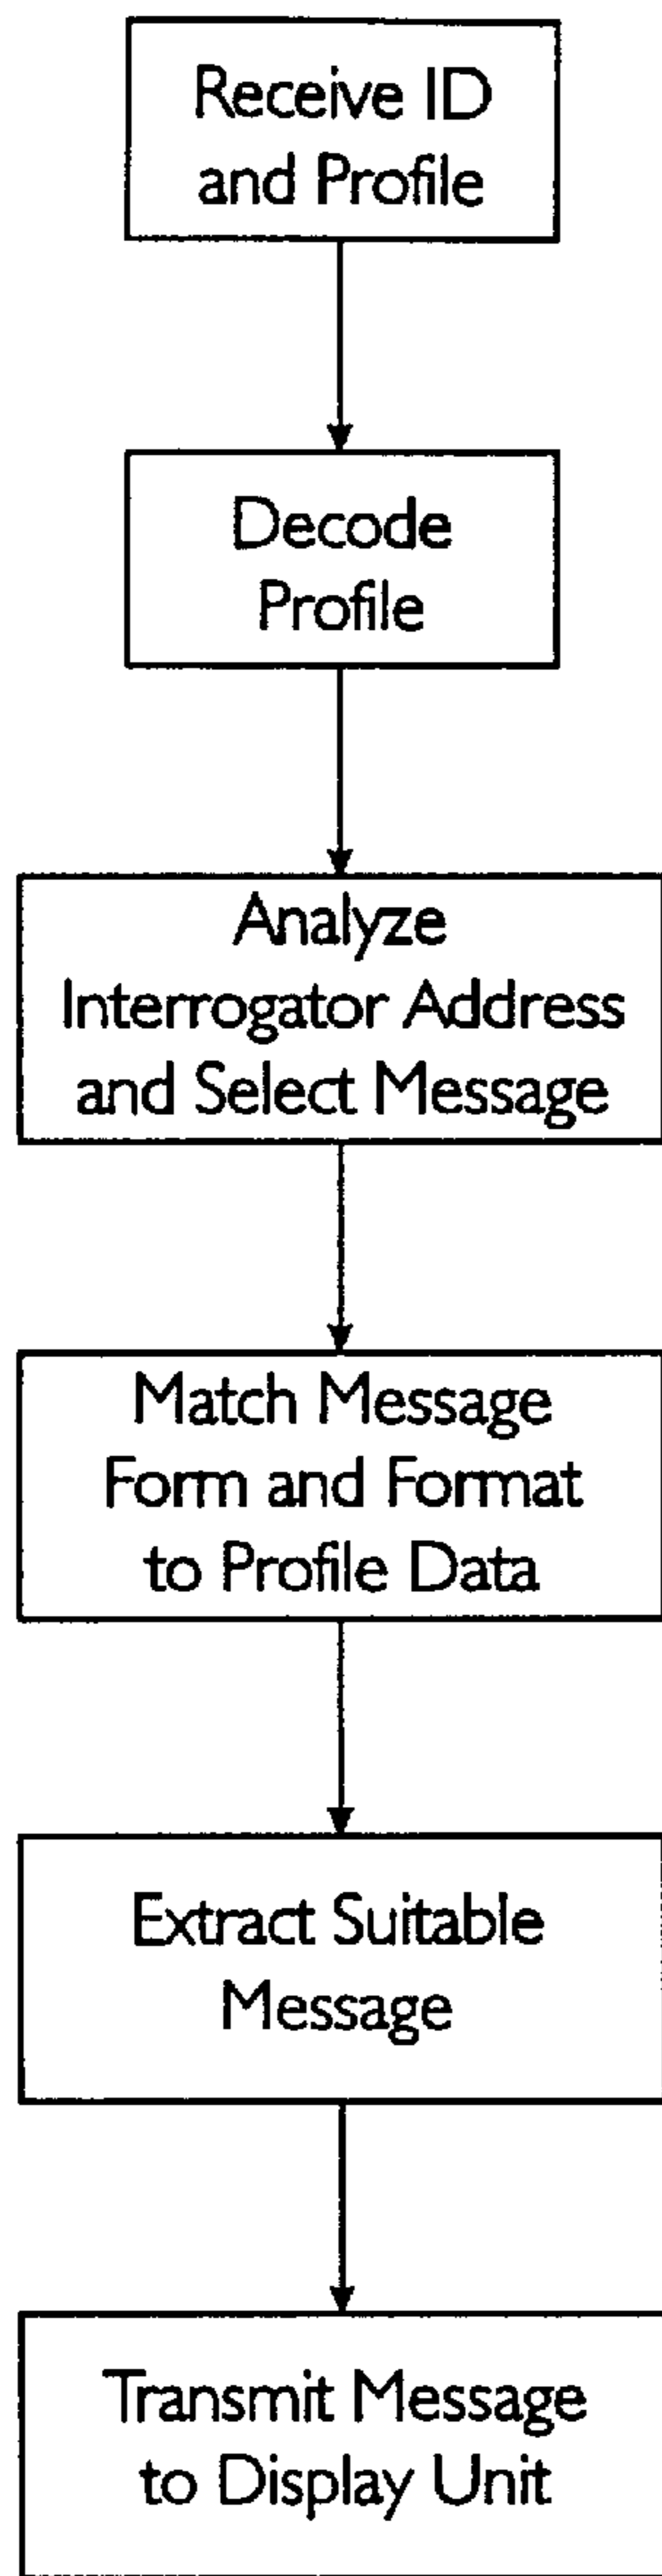 Receive ID
and Profile
Decode
Profile
Analyze
Interrogator Address
and Select Message
Match Message
Form and Format
to Profile Data
Extract Suitable
Message
Transmit Message
to Display Unit